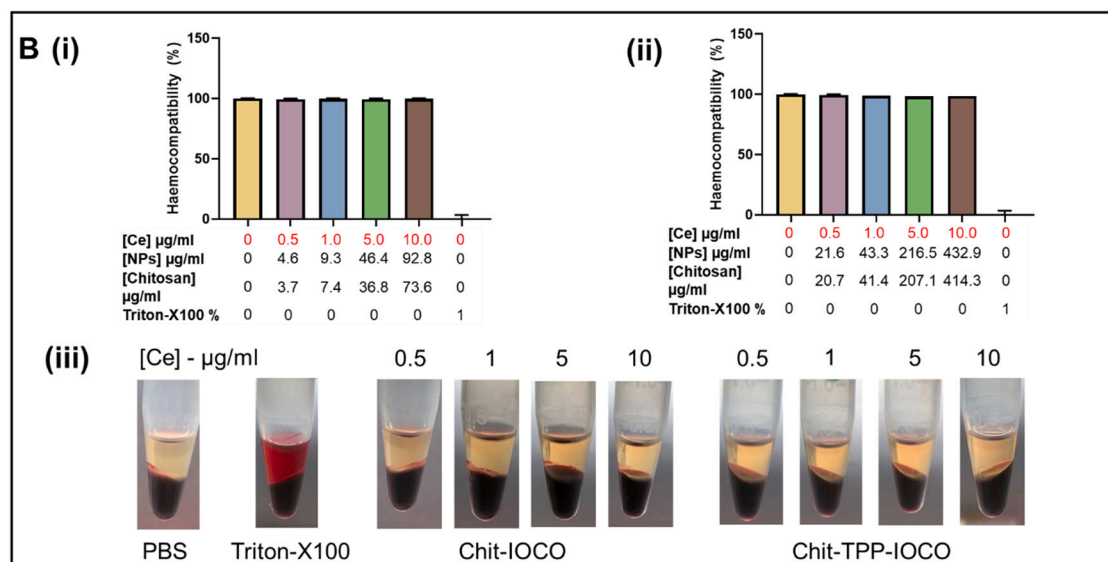 B (i)
150
100
50
0
Haemocompatibility (%)
[Ce] µg/ml 0 0.5 1.0 5.0 10.0 0
[NPs] µg/ml 0 4.6 9.3 46.4 92.8 0
[Chitosan] µg/ml 0 3.7 7.4 36.8 73.6 0
Triton-X100 % 0 0 0 0 0 1
(ii)
150
100
50
0
Haemocompatibility (%)
[Ce] µg/ml 0 0.5 1.0 5.0 10.0 0
[NPs] µg/ml 0 21.6 43.3 216.5 432.9 0
[Chitosan] µg/ml 0 20.7 41.4 207.1 414.3 0
Triton-X100 % 0 0 0 0 0 1
(iii)
[Ce] - µg/ml 0.5 1 5 10 0.5 1 5 10
PBS Triton-X100 Chit-IOCO Chit-TPP-IOCO